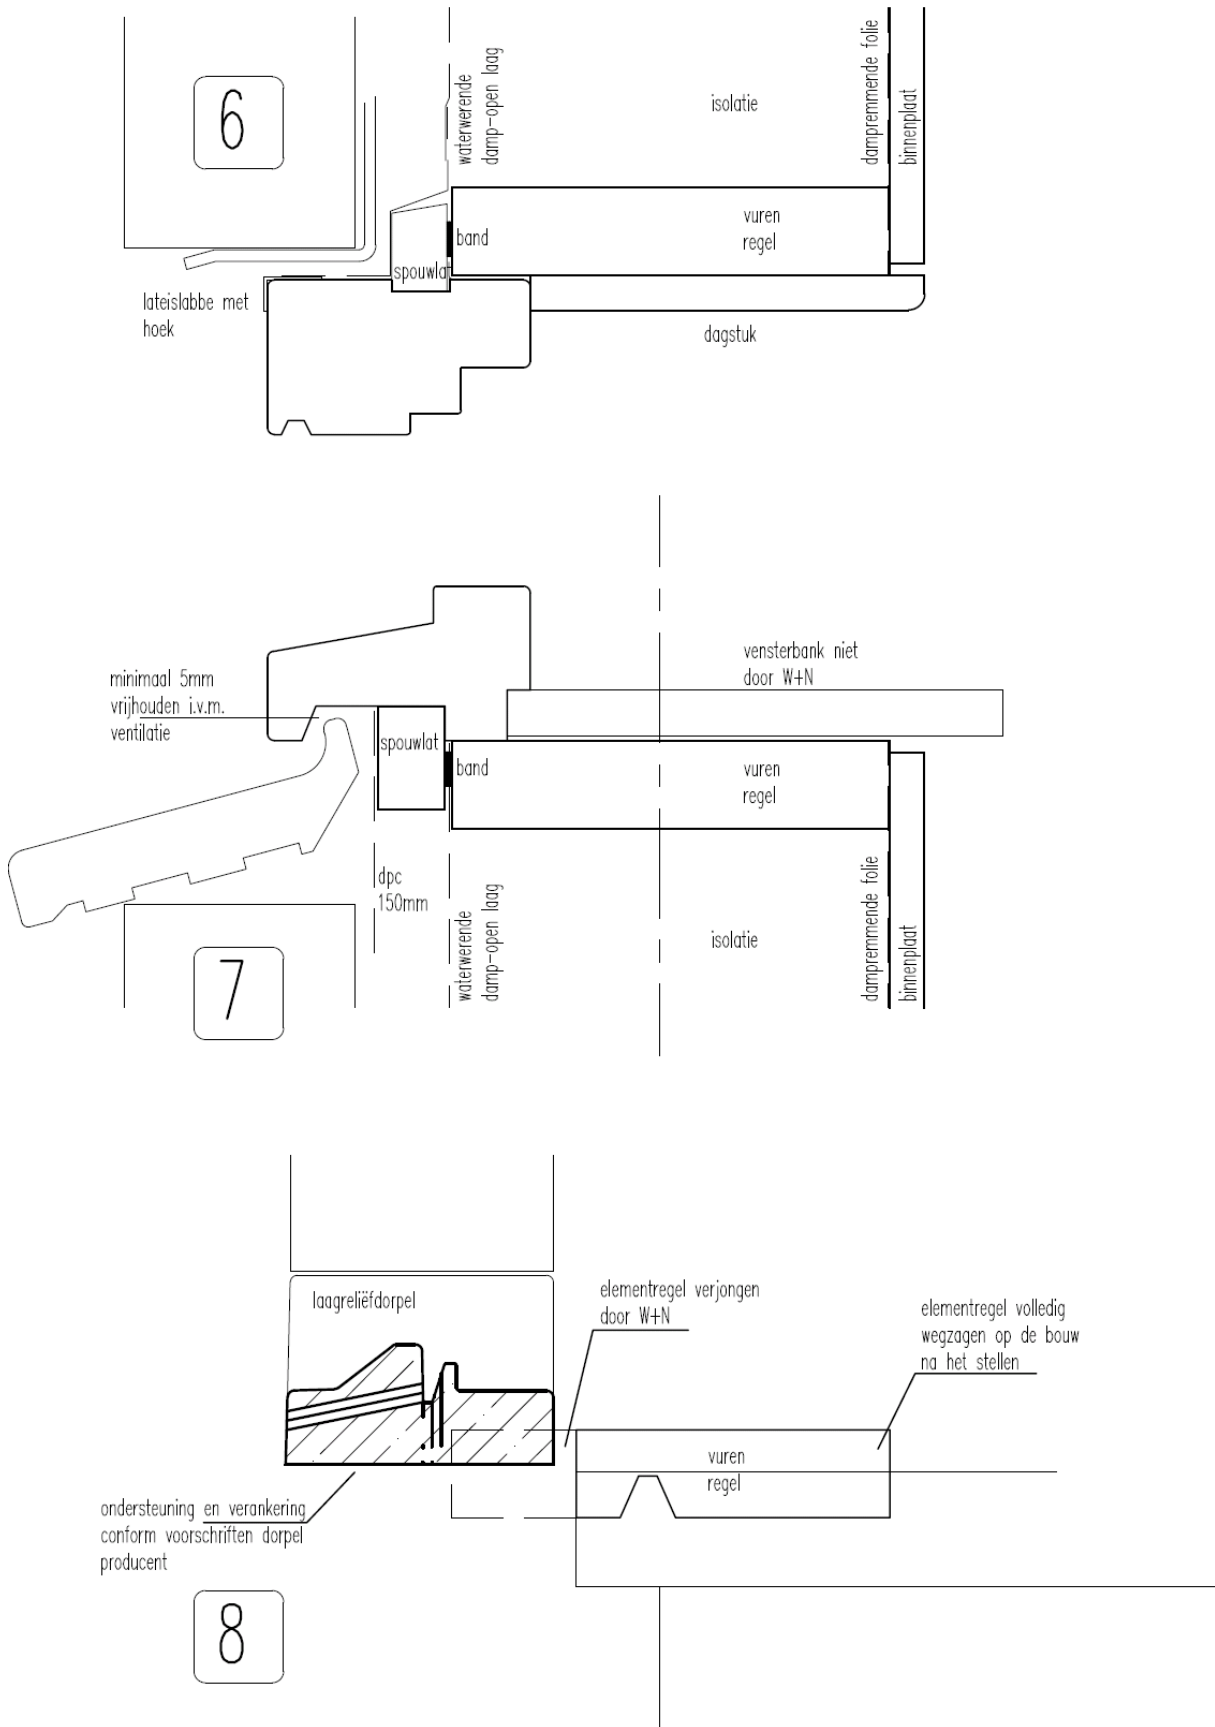 6
waterwerende
damp-open laag
isolatie
dampremmende folie
binnenplaat
vuren
regel
band
spouwlat
lateislabbe met
hoek
dagstuk
minimaal 5mm
vrijhouden i.v.m.
ventilatie
vensterbank niet
door W+N
spouwlat
band
vuren
regel
dpc
150mm
waterwerende
damp-open laag
isolatie
dampremmende folie
binnenplaat
7
laagreliëfdorpel
elementregel verjongen
door W+N
elementregel volledig
wegzagen op de bouw
na het stellen
vuren
regel
ondersteuning en verankering
conform voorschriften dorpel
producent
8